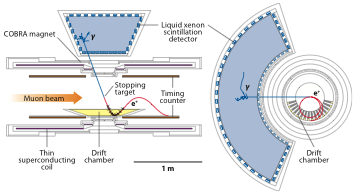 COBRA magnet
γ
Liquid xenon
scintillation
detector
γ
Stopping
target
Muon beam
e⁺
Timing
counter
e⁺
Thin
superconducting
coil
Drift
chamber
1 m
Drift
chamber